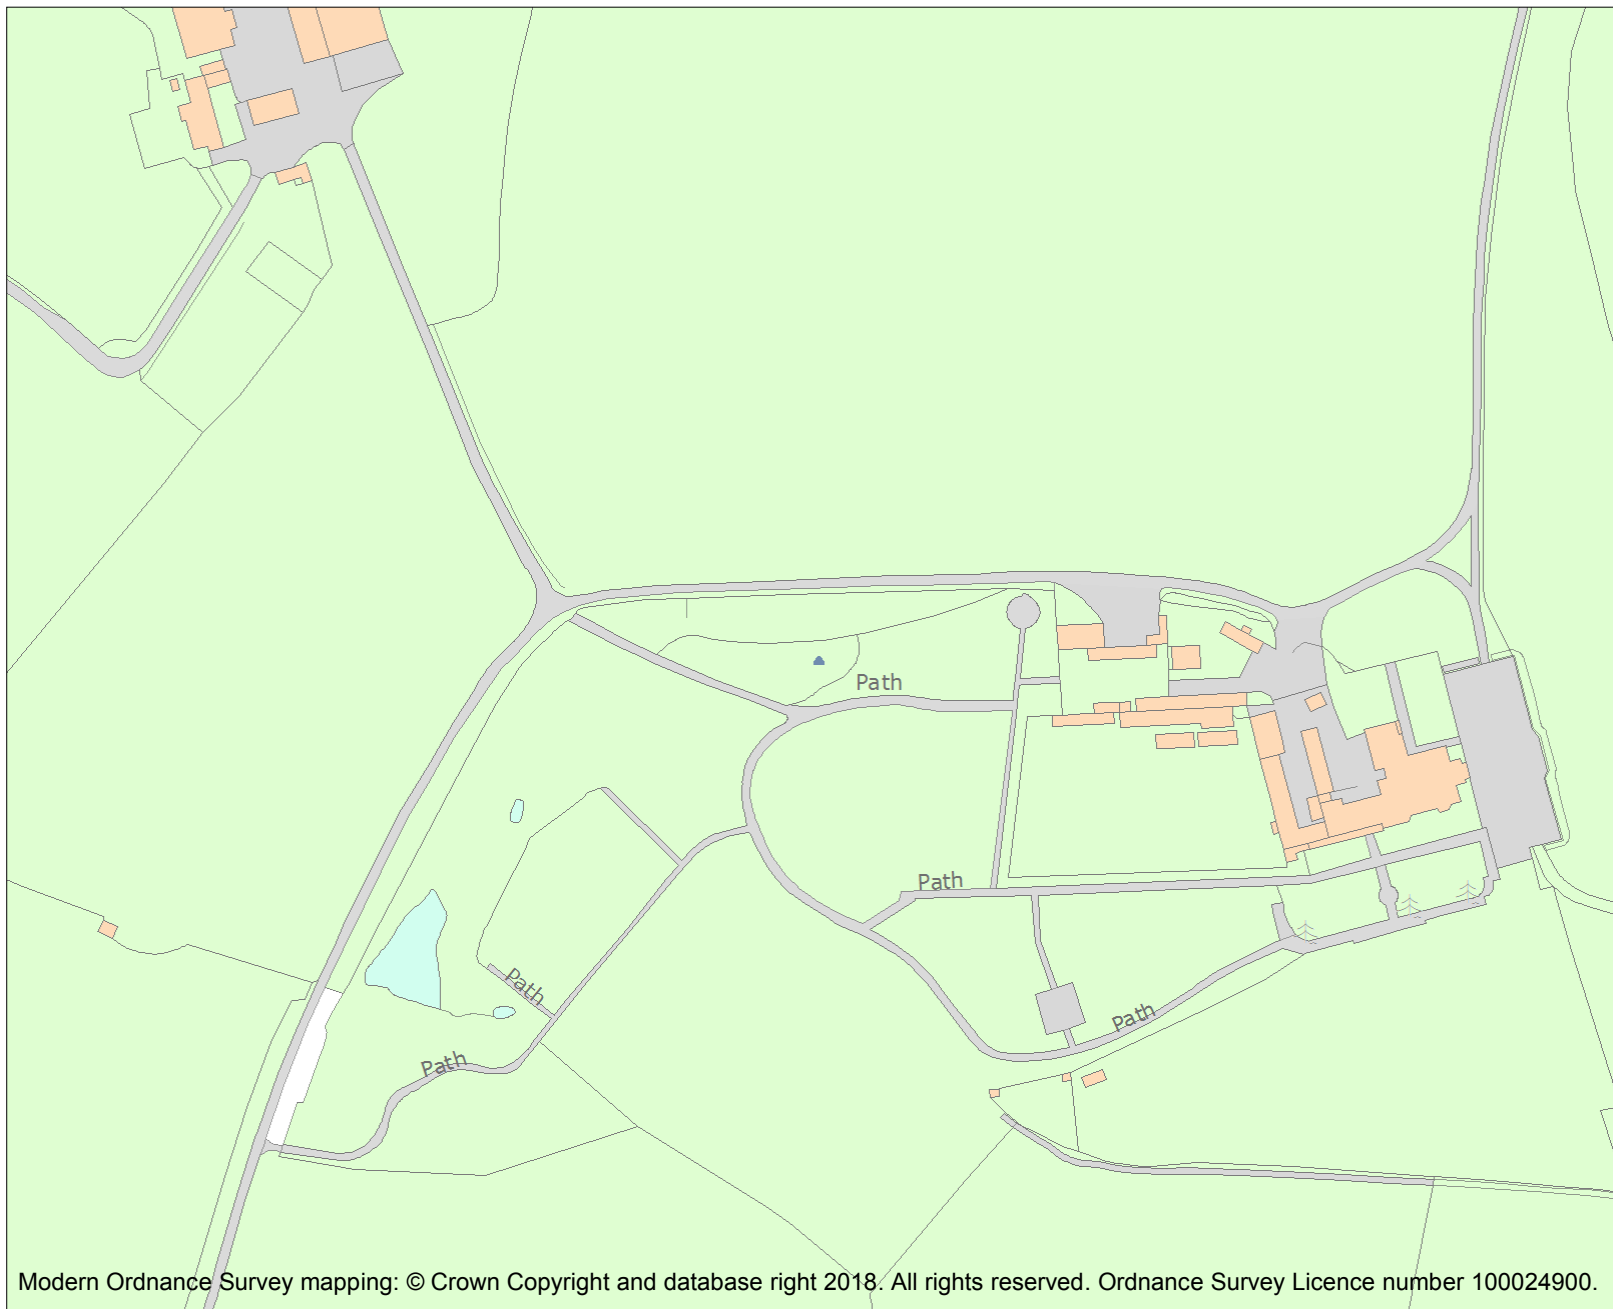 Path
Path
Path
Path
Path
Modern Ordnance Survey mapping: © Crown Copyright and database right 2018. All rights reserved. Ordnance Survey Licence number 100024900.